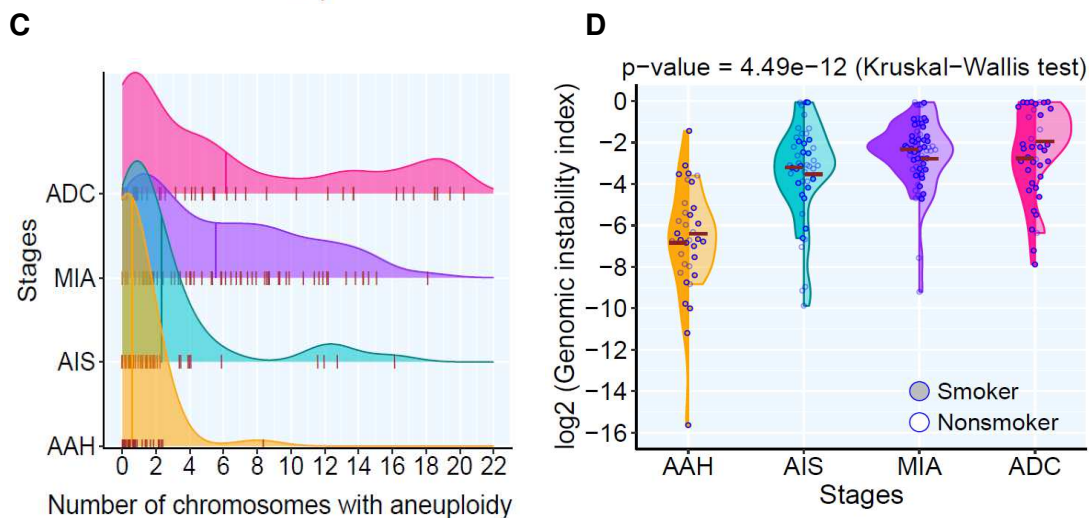 C
D
p-value = 4.49e−12 (Kruskal−Wallis test)
Stages
ADC
MIA
AIS
AAH
0 2 4 6 8 10 12 14 16 18 20 22
Number of chromosomes with aneuploidy
log2 (Genomic instability index)
0
−2
−4
−6
−8
−10
−12
−14
−16
Smoker
Nonsmoker
AAH AIS MIA ADC
Stages